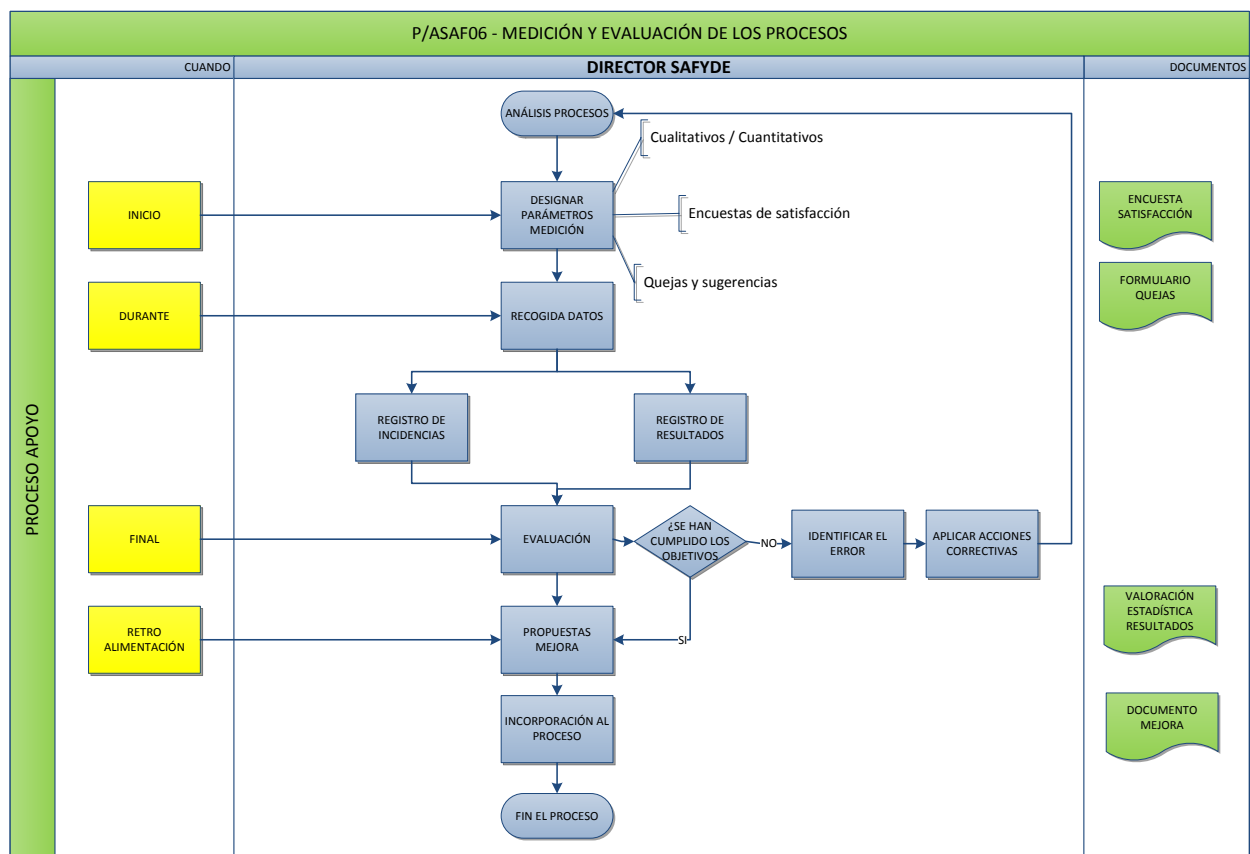 P/ASAF06 - MEDICIÓN Y EVALUACIÓN DE LOS PROCESOS
CUANDO
DIRECTOR SAFYDE
DOCUMENTOS
PROCESO APOYO
ANÁLISIS PROCESOS
Cualitativos / Cuantitativos
INICIO
DESIGNAR
PARÁMETROS
MEDICIÓN
Encuestas de satisfacción
ENCUESTA
SATISFACCIÓN
Quejas y sugerencias
FORMULARIO
QUEJAS
DURANTE
RECOGIDA DATOS
REGISTRO DE
INCIDENCIAS
REGISTRO DE
RESULTADOS
FINAL
EVALUACIÓN
¿SE HAN
CUMPLIDO LOS
OBJETIVOS
NO
IDENTIFICAR EL
ERROR
APLICAR ACCIONES
CORRECTIVAS
RETRO
ALIMENTACIÓN
PROPUESTAS
MEJORA
SI
VALORACIÓN
ESTADÍSTICA
RESULTADOS
INCORPORACIÓN AL
PROCESO
DOCUMENTO
MEJORA
FIN EL PROCESO